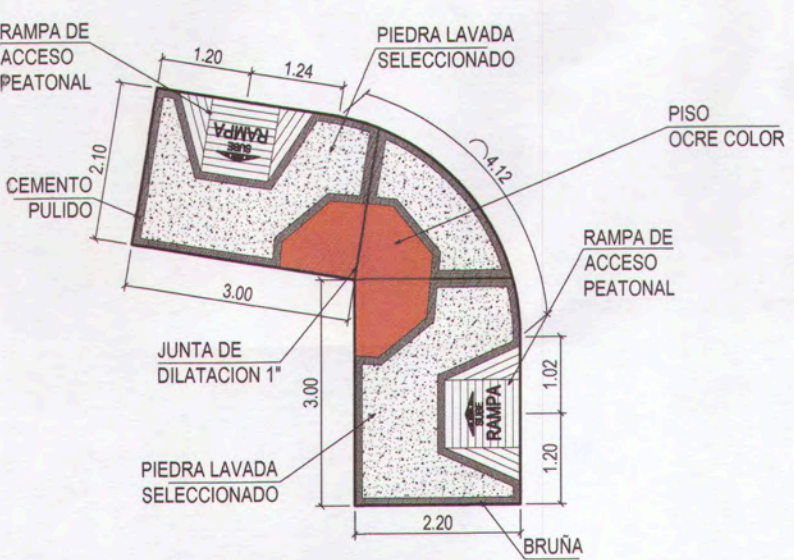 RAMPA DE
ACCESO
PEATONAL
1.20
1.24
PIEDRA LAVADA
SELECCIONADO
PISO
OCRE COLOR
4.12
2.10
SUBE
RAMPA
CEMENTO
PULIDO
RAMPA DE
ACCESO
PEATONAL
3.00
JUNTA DE
DILATACION 1"
3.00
1.02
SUBE
RAMPA
1.20
PIEDRA LAVADA
SELECCIONADO
2.20
BRUÑA